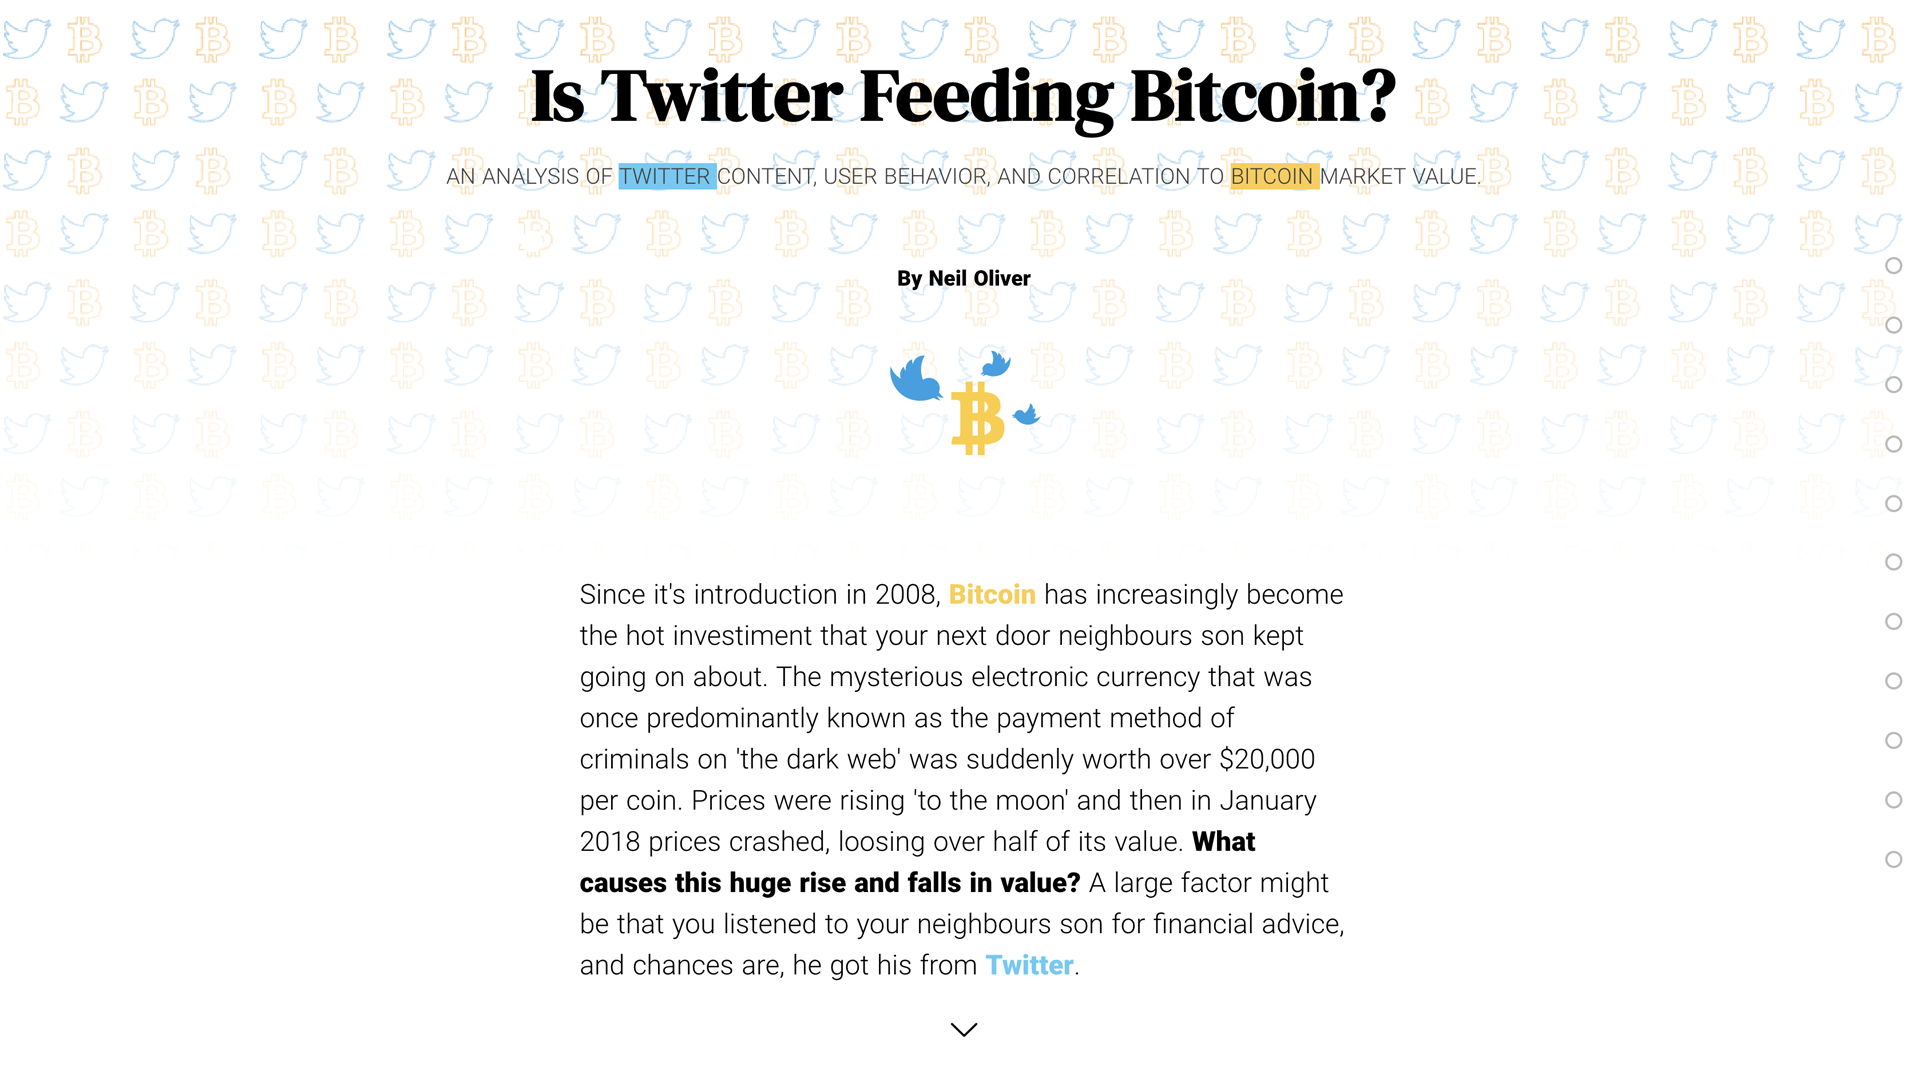 Is Twitter Feeding Bitcoin?
AN ANALYSIS OF TWITTER CONTENT, USER BEHAVIOR, AND CORRELATION TO BITCOIN MARKET VALUE.
By Neil Oliver
Since it's introduction in 2008, Bitcoin has increasingly become
the hot investiment that your next door neighbours son kept
going on about. The mysterious electronic currency that was
once predominantly known as the payment method of
criminals on 'the dark web' was suddenly worth over $20,000
per coin. Prices were rising 'to the moon' and then in January
2018 prices crashed, loosing over half of its value. What
causes this huge rise and falls in value? A large factor might
be that you listened to your neighbours son for financial advice,
and chances are, he got his from Twitter.